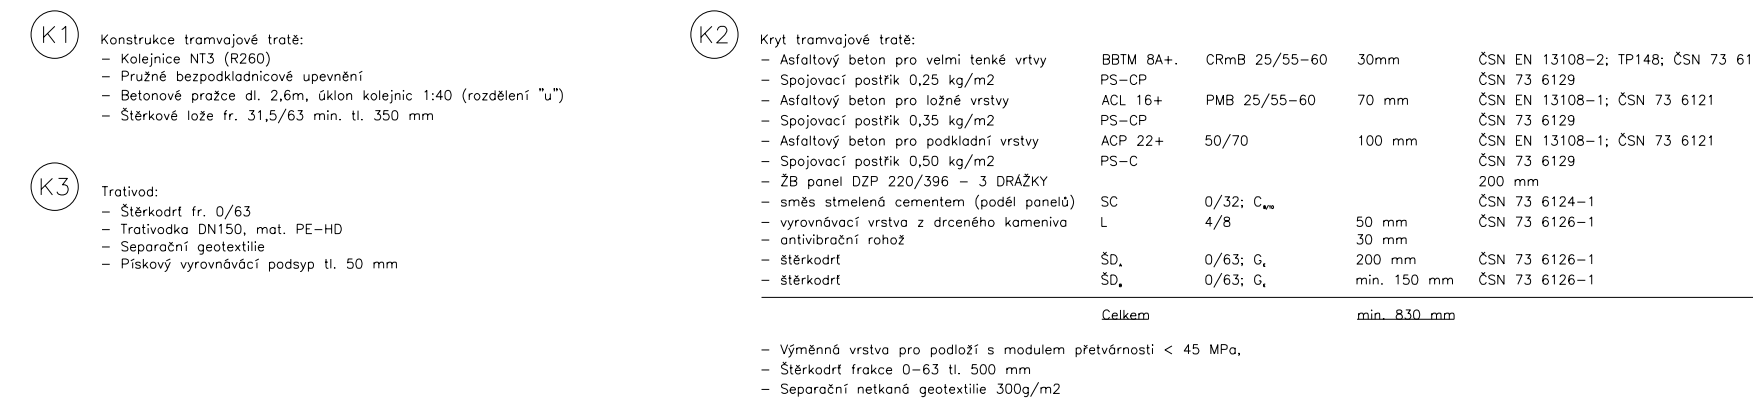 K1
Konstrukce tramvajové tratě:
– Kolejnice NT3 (R260)
– Pružné bezpodkladnicové upevnění
– Betonové pražce dl. 2,6m, úklon kolejnic 1:40 (rozdělení "u")
– Štěrkové lože fr. 31,5/63 min. tl. 350 mm
K3
Trativod:
– Štěrkodrť fr. 0/63
– Trativodka DN150, mat. PE-HD
– Separační geotextilie
– Pískový vyrovnávácí podsyp tl. 50 mm
K2
Kryt tramvajové tratě:
– Asfaltový beton pro velmi tenké vrtvy BBTM 8A+. CRmB 25/55-60 30mm ČSN EN 13108-2; TP148; ČSN 73 61
– Spojovací postřik 0,25 kg/m2 PS-CP ČSN 73 6129
– Asfaltový beton pro ložné vrstvy ACL 16+ PMB 25/55-60 70 mm ČSN EN 13108-1; ČSN 73 6121
– Spojovací postřik 0,35 kg/m2 PS-CP ČSN 73 6129
– Asfaltový beton pro podkladní vrstvy ACP 22+ 50/70 100 mm ČSN EN 13108-1; ČSN 73 6121
– Spojovací postřik 0,50 kg/m2 PS-C ČSN 73 6129
– ŽB panel DZP 220/396 – 3 DRÁŽKY 200 mm
– směs stmelená cementem (podél panelů) SC 0/32; C ČSN 73 6124-1
– vyrovnávací vrstva z drceného kameniva L 4/8 50 mm ČSN 73 6126-1
– antivibrační rohož 30 mm
– štěrkodrť ŠD 0/63; G 200 mm ČSN 73 6126-1
– štěrkodrť ŠD 0/63; G min. 150 mm ČSN 73 6126-1
Celkem min. 830 mm
– Výměnná vrstva pro podloží s modulem přetvárnosti < 45 MPa,
– Štěrkodrť frakce 0-63 tl. 500 mm
– Separační netkaná geotextilie 300g/m2